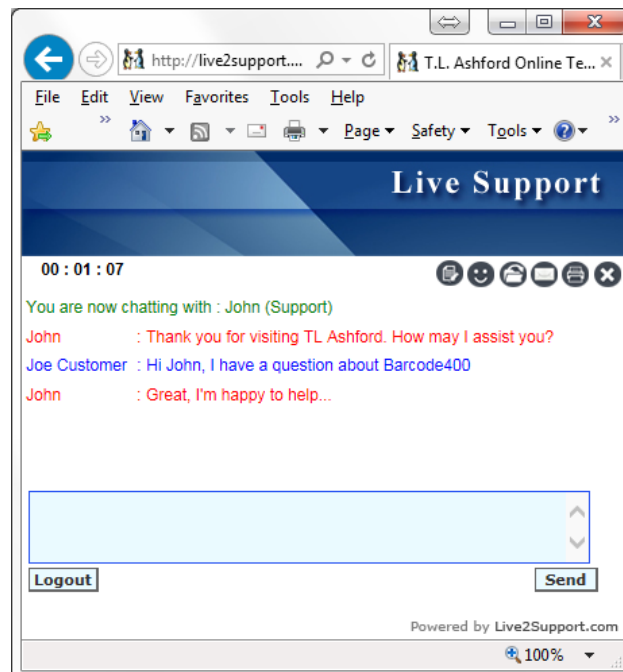 http://live2support.... T.L. Ashford Online Te...
File Edit View Favorites Tools Help
Page Safety Tools
Live Support
00 : 01 : 07
You are now chatting with : John (Support)
John : Thank you for visiting TL Ashford. How may I assist you?
Joe Customer : Hi John, I have a question about Barcode400
John : Great, I'm happy to help...
Logout Send
Powered by Live2Support.com
100%